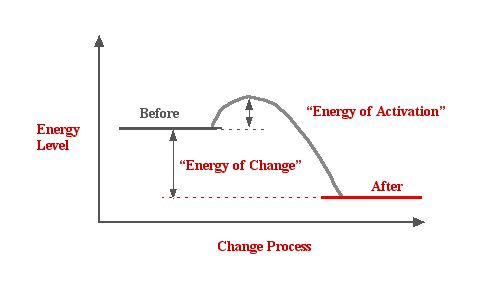 Before
“Energy of Activation”
Energy
Level
“Energy of Change”
After
Change Process